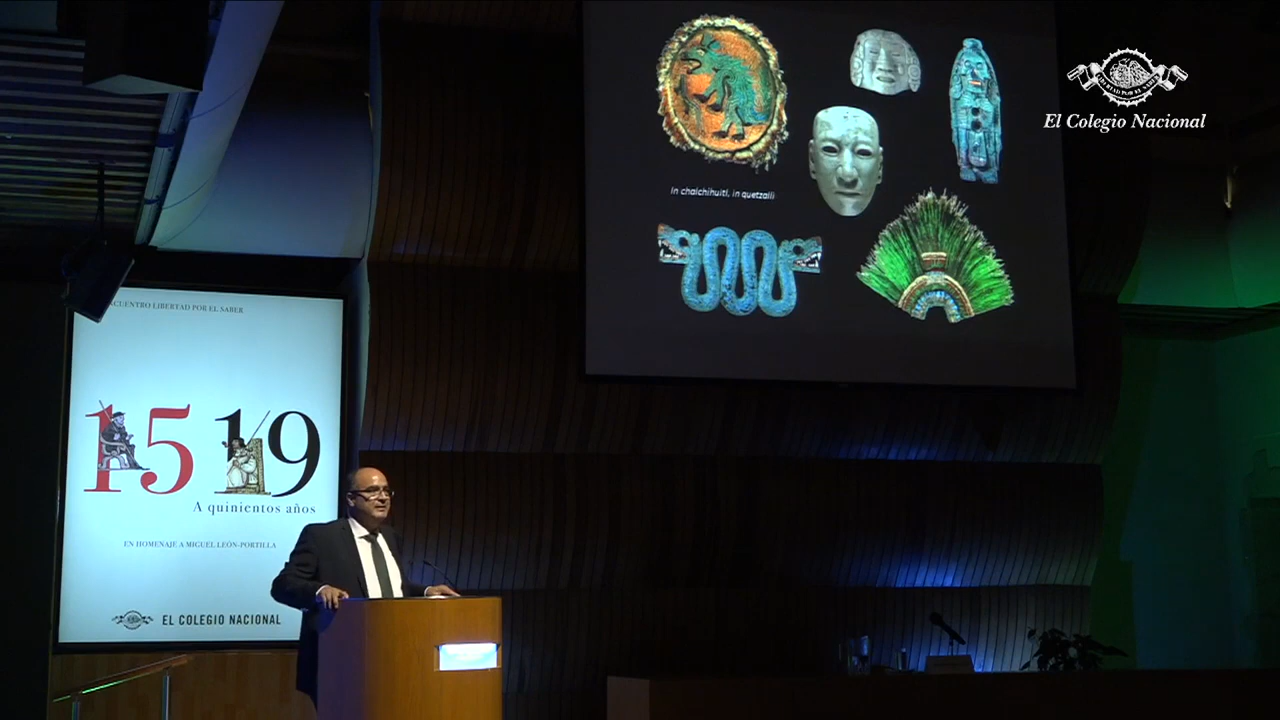 El Colegio Nacional
In chalchihuitl, in quetzalli
CUENTRO LIBERTAD POR EL SABER
1519
A quinientos años
EN HOMENAJE A MIGUEL LEÓN-PORTILLA
EL COLEGIO NACIONAL